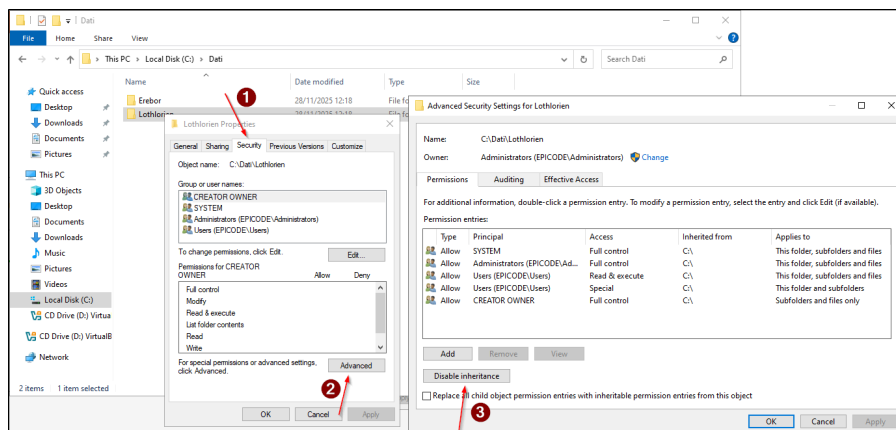 Dati
File Home Share View
This PC > Local Disk (C:) > Dati
Search Dati
Quick access
Desktop
Downloads
Documents
Pictures
This PC
3D Objects
Desktop
Documents
Downloads
Music
Pictures
Videos
Local Disk (C:)
CD Drive (D:) Virtua
CD Drive (D:) VirtualB
Network
2 items 1 item selected
Name Date modified Type Size
Erebor 28/11/2025 12:18 File fo
Lothlorien 28/11/2025 12:18 File fo
1
Lothlorien Properties
General Sharing Security Previous Versions Customize
Object name: C:\Dati\Lothlorien
Group or user names:
CREATOR OWNER
SYSTEM
Administrators (EPICODE\Administrators)
Users (EPICODE\Users)
To change permissions, click Edit.
Edit...
Permissions for CREATOR
OWNER Allow Deny
Full control
Modify
Read & execute
List folder contents
Read
Write
For special permissions or advanced settings,
click Advanced.
Advanced
2
OK Cancel Apply
Advanced Security Settings for Lothlorien
Name: C:\Dati\Lothlorien
Owner: Administrators (EPICODE\Administrators) Change
Permissions Auditing Effective Access
For additional information, double-click a permission entry. To modify a permission entry, select the entry and click Edit (if available).
Permission entries:
Type Principal Access Inherited from Applies to
Allow SYSTEM Full control C:\ This folder, subfolders and files
Allow Administrators (EPICODE\Ad... Full control C:\ This folder, subfolders and files
Allow Users (EPICODE\Users) Read & execute C:\ This folder, subfolders and files
Allow Users (EPICODE\Users) Special C:\ This folder and subfolders
Allow CREATOR OWNER Full control C:\ Subfolders and files only
Add Remove View
Disable inheritance
Replace all child object permission entries with inheritable permission entries from this object
3
OK Cancel Apply